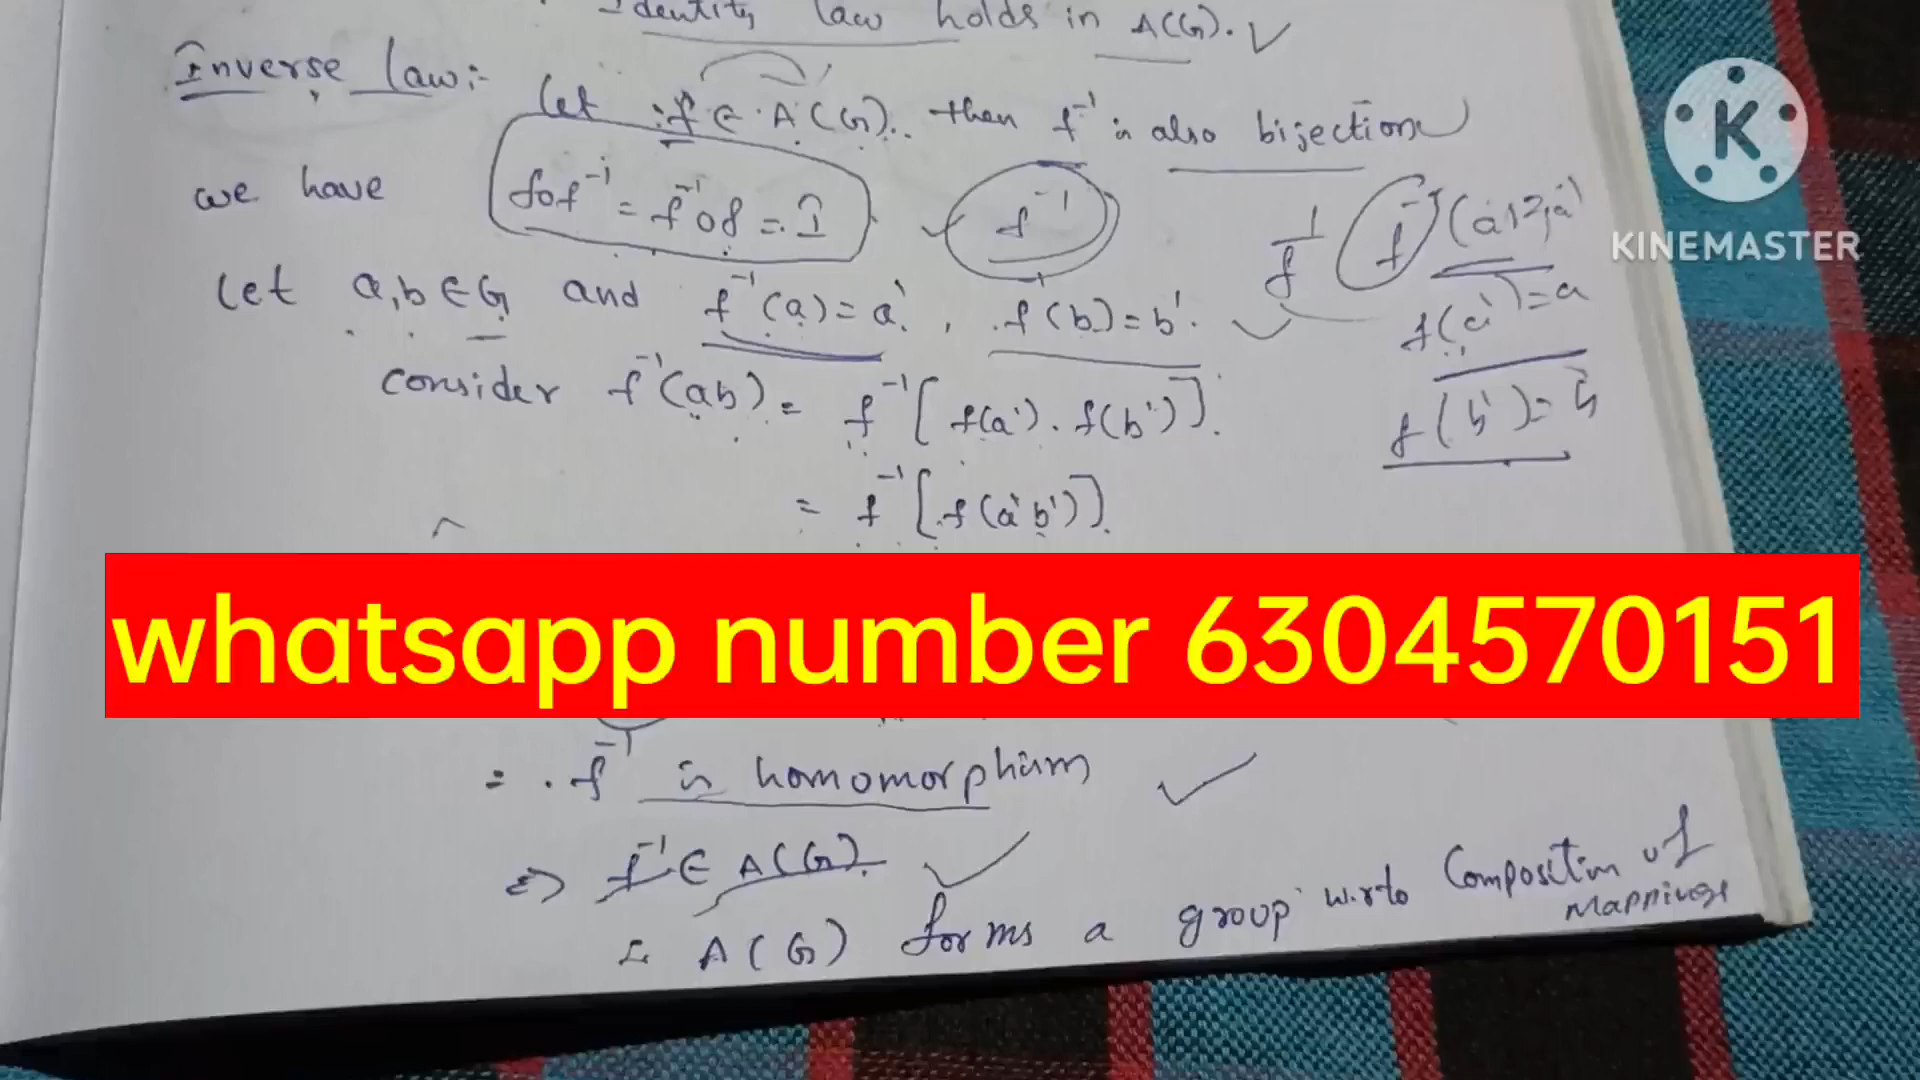 Identity law holds in A(G). ✓
Inverse law:- Let f ∈ A(G). then f⁻¹ is also bijection
we have fof⁻¹ = f⁻¹of = I f⁻¹
1/f f⁻¹(a) = a'
Let a,b∈G and f⁻¹(a) = a', f(b) = b'.
f(a') = a
consider f⁻¹(ab) = f⁻¹[f(a').f(b')].
f(b') = b
= f⁻¹[f(a'b')].
whatsapp number 6304570151
= f⁻¹ is homomorphism ✓
=> f⁻¹ ∈ A(G). ✓
∴ A(G) forms a group w.r.to Composition of
Mappings
K
KINEMASTER